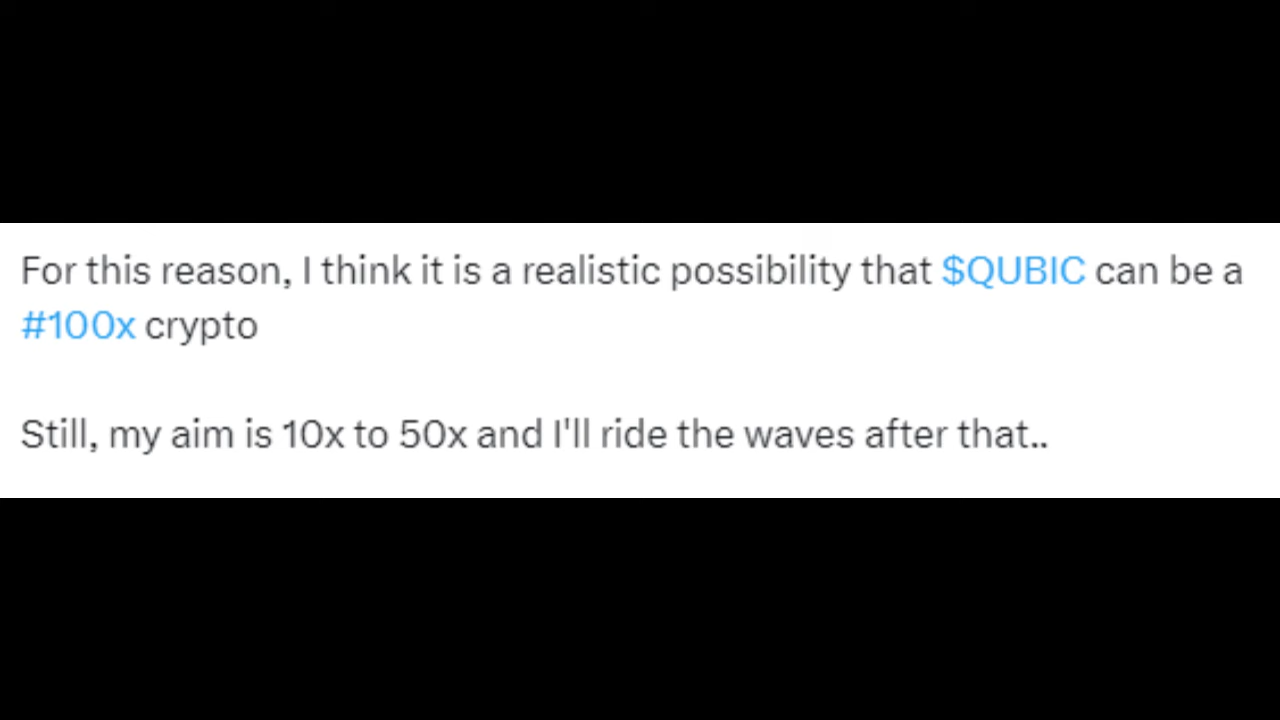 For this reason, I think it is a realistic possibility that $QUBIC can be a
#100x crypto
Still, my aim is 10x to 50x and I'll ride the waves after that..